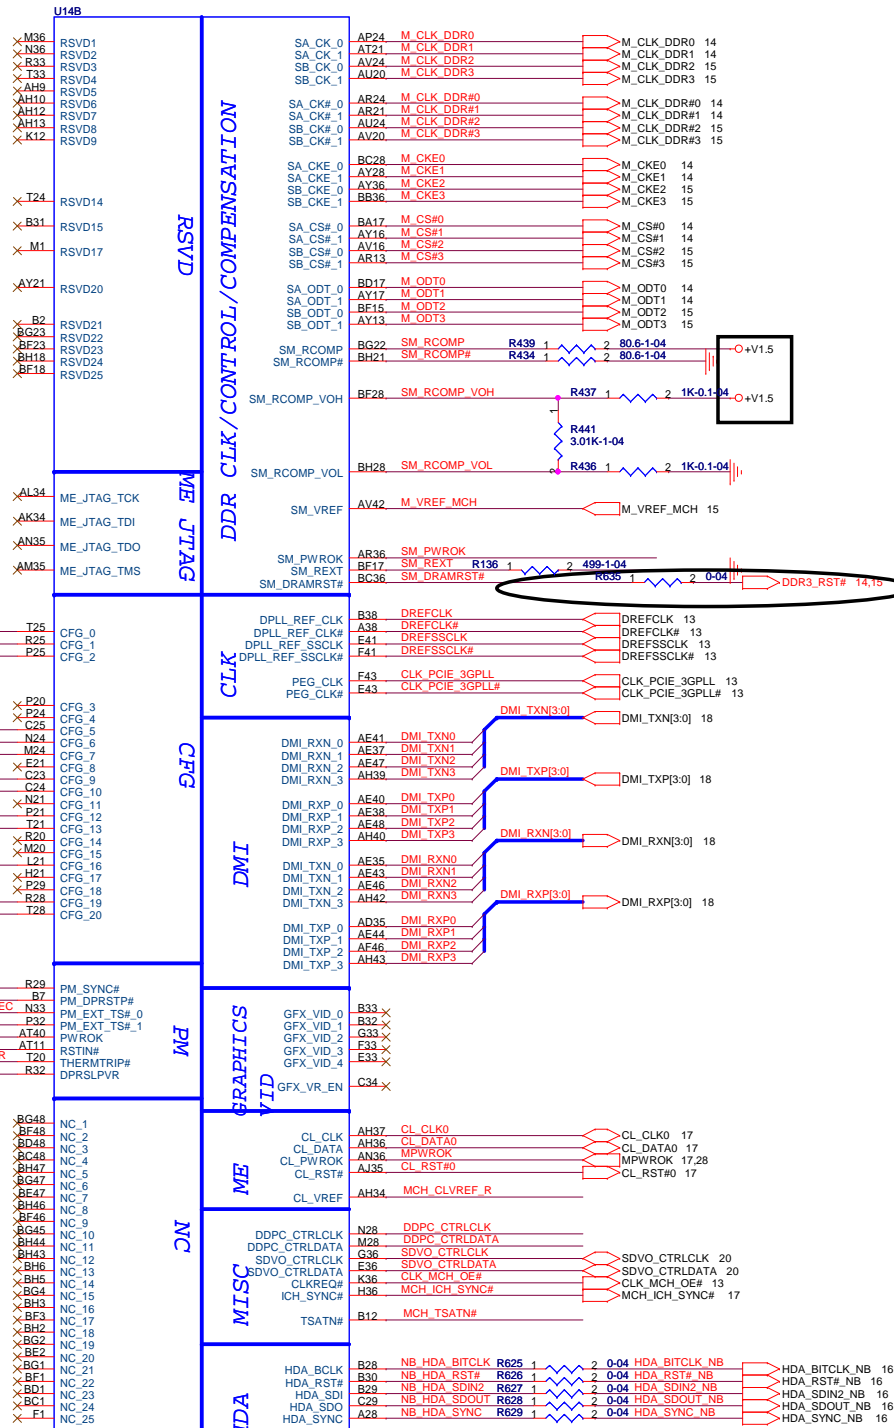 U14B
M36 RSVD1
N36 RSVD2
R33 RSVD3
T33 RSVD4
AH9 RSVD5
AH10 RSVD6
AH12 RSVD7
AH13 RSVD8
K12 RSVD9
T24 RSVD14
B31 RSVD15
M1 RSVD17
AY21 RSVD20
B2 RSVD21
BG23 RSVD22
BF23 RSVD23
BH18 RSVD24
BF18 RSVD25
RSVD
AL34 ME_JTAG_TCK
AK34 ME_JTAG_TDI
AN35 ME_JTAG_TDO
AM35 ME_JTAG_TMS
ME JTAG
T25 CFG_0
R25 CFG_1
P25 CFG_2
P20 CFG_3
P24 CFG_4
C25 CFG_5
N24 CFG_6
M24 CFG_7
E21 CFG_8
C23 CFG_9
C24 CFG_10
N21 CFG_11
P21 CFG_12
T21 CFG_13
R20 CFG_14
M20 CFG_15
L21 CFG_16
H21 CFG_17
P29 CFG_18
R28 CFG_19
T28 CFG_20
CFG
R29 PM_SYNC#
B7 PM_DPRSTP#
EC N33 PM_EXT_TS#_0
P32 PM_EXT_TS#_1
AT40 PWROK
AT11 RSTIN#
R T20 THERMTRIP#
R32 DPRSLPVR
PM
BG48 NC_1
BF48 NC_2
BD48 NC_3
BC48 NC_4
BH47 NC_5
BG47 NC_6
BE47 NC_7
BH46 NC_8
BF46 NC_9
BG45 NC_10
BH44 NC_11
BH43 NC_12
BH6 NC_13
BH5 NC_14
BG4 NC_15
BH3 NC_16
BF3 NC_17
BH2 NC_18
BG2 NC_19
BE2 NC_20
BG1 NC_21
BF1 NC_22
BD1 NC_23
BC1 NC_24
F1 NC_25
NC
DDR CLK/CONTROL/COMPENSATION
SA_CK_0 AP24 M_CLK_DDR0 M_CLK_DDR0 14
SA_CK_1 AT21 M_CLK_DDR1 M_CLK_DDR1 14
SB_CK_0 AV24 M_CLK_DDR2 M_CLK_DDR2 15
SB_CK_1 AU20 M_CLK_DDR3 M_CLK_DDR3 15
SA_CK#_0 AR24 M_CLK_DDR#0 M_CLK_DDR#0 14
SA_CK#_1 AR21 M_CLK_DDR#1 M_CLK_DDR#1 14
SB_CK#_0 AU24 M_CLK_DDR#2 M_CLK_DDR#2 15
SB_CK#_1 AV20 M_CLK_DDR#3 M_CLK_DDR#3 15
SA_CKE_0 BC28 M_CKE0 M_CKE0 14
SA_CKE_1 AY28 M_CKE1 M_CKE1 14
SB_CKE_0 AY36 M_CKE2 M_CKE2 15
SB_CKE_1 BB36 M_CKE3 M_CKE3 15
SA_CS#_0 BA17 M_CS#0 M_CS#0 14
SA_CS#_1 AY16 M_CS#1 M_CS#1 14
SB_CS#_0 AV16 M_CS#2 M_CS#2 15
SB_CS#_1 AR13 M_CS#3 M_CS#3 15
SA_ODT_0 BD17 M_ODT0 M_ODT0 14
SA_ODT_1 AY17 M_ODT1 M_ODT1 14
SB_ODT_0 BF15 M_ODT2 M_ODT2 15
SB_ODT_1 AY13 M_ODT3 M_ODT3 15
SM_RCOMP BG22 SM_RCOMP R439 1 2 80.6-1-04 +V1.5
SM_RCOMP# BH21 SM_RCOMP# R434 1 2 80.6-1-04
SM_RCOMP_VOH BF28 SM_RCOMP_VOH R437 1 2 1K-0.1-04 +V1.5
1 R441
3.01K-1-04
2
SM_RCOMP_VOL BH28 SM_RCOMP_VOL R436 1 2 1K-0.1-04
SM_VREF AV42 M_VREF_MCH M_VREF_MCH 15
SM_PWROK AR36 SM_PWROK
SM_REXT BF17 SM_REXT R136 1 2 499-1-04
SM_DRAMRST# BC36 SM_DRAMRST# R635 1 2 0-04 DDR3_RST# 14,15
CLK
DPLL_REF_CLK B38 DREFCLK DREFCLK 13
DPLL_REF_CLK# A38 DREFCLK# DREFCLK# 13
DPLL_REF_SSCLK E41 DREFSSCLK DREFSSCLK 13
DPLL_REF_SSCLK# F41 DREFSSCLK# DREFSSCLK# 13
PEG_CLK F43 CLK_PCIE_3GPLL CLK_PCIE_3GPLL 13
PEG_CLK# E43 CLK_PCIE_3GPLL# CLK_PCIE_3GPLL# 13
DMI
DMI_TXN[3:0] DMI_TXN[3:0] 18
DMI_RXN_0 AE41 DMI_TXN0
DMI_RXN_1 AE37 DMI_TXN1
DMI_RXN_2 AE47 DMI_TXN2
DMI_RXN_3 AH39 DMI_TXN3
DMI_TXP[3:0] DMI_TXP[3:0] 18
DMI_RXP_0 AE40 DMI_TXP0
DMI_RXP_1 AE38 DMI_TXP1
DMI_RXP_2 AE48 DMI_TXP2
DMI_RXP_3 AH40 DMI_TXP3
DMI_RXN[3:0] DMI_RXN[3:0] 18
DMI_TXN_0 AE35 DMI_RXN0
DMI_TXN_1 AE43 DMI_RXN1
DMI_TXN_2 AE46 DMI_RXN2
DMI_TXN_3 AH42 DMI_RXN3
DMI_RXP[3:0] DMI_RXP[3:0] 18
DMI_TXP_0 AD35 DMI_RXP0
DMI_TXP_1 AE44 DMI_RXP1
DMI_TXP_2 AF46 DMI_RXP2
DMI_TXP_3 AH43 DMI_RXP3
GRAPHICS VID
GFX_VID_0 B33
GFX_VID_1 B32
GFX_VID_2 G33
GFX_VID_3 F33
GFX_VID_4 E33
GFX_VR_EN C34
ME
CL_CLK AH37 CL_CLK0 CL_CLK0 17
CL_DATA AH36 CL_DATA0 CL_DATA0 17
CL_PWROK AN36 MPWROK MPWROK 17,28
CL_RST# AJ35 CL_RST#0 CL_RST#0 17
CL_VREF AH34 MCH_CLVREF_R
MISC
DDPC_CTRLCLK N28 DDPC_CTRLCLK
DDPC_CTRLDATA M28 DDPC_CTRLDATA
SDVO_CTRLCLK G36 SDVO_CTRLCLK SDVO_CTRLCLK 20
SDVO_CTRLDATA E36 SDVO_CTRLDATA SDVO_CTRLDATA 20
CLKREQ# K36 CLK_MCH_OE# CLK_MCH_OE# 13
ICH_SYNC# H36 MCH_ICH_SYNC# MCH_ICH_SYNC# 17
TSATN# B12 MCH_TSATN#
HDA
HDA_BCLK B28 NB_HDA_BITCLK R625 1 2 0-04 HDA_BITCLK_NB HDA_BITCLK_NB 16
HDA_RST# B30 NB_HDA_RST# R626 1 2 0-04 HDA_RST#_NB HDA_RST#_NB 16
HDA_SDI B29 NB_HDA_SDIN2 R627 1 2 0-04 HDA_SDIN2_NB HDA_SDIN2_NB 16
HDA_SDO C29 NB_HDA_SDOUT R628 1 2 0-04 HDA_SDOUT_NB HDA_SDOUT_NB 16
HDA_SYNC A28 NB_HDA_SYNC R629 1 2 0-04 HDA_SYNC_NB HDA_SYNC_NB 16